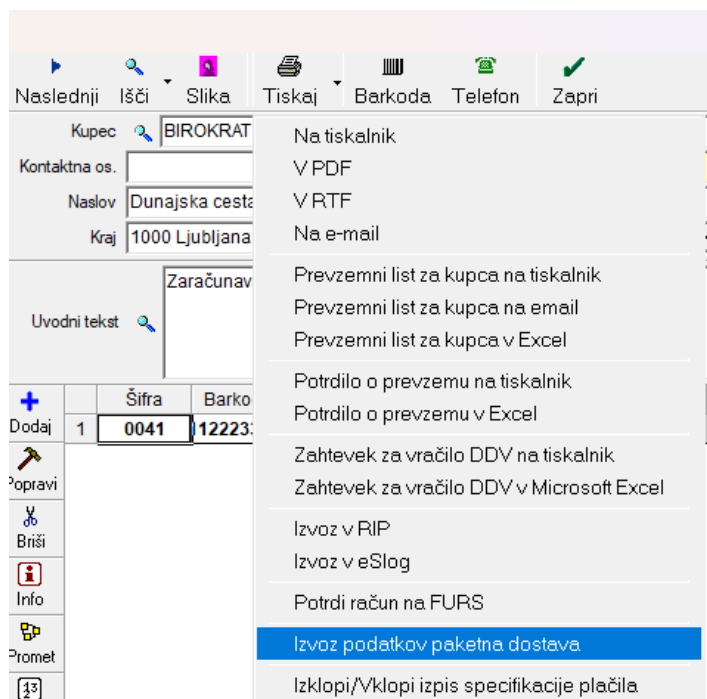 Naslednji Išči Slika Tiskaj Barkoda Telefon Zapri
Kupec BIROKRAT
Kontaktna os.
Naslov Dunajska cesta
Kraj 1000 Ljubljana
Uvodni tekst Zaračunav
Na tiskalnik
V PDF
V RTF
Na e-mail
Prevzemni list za kupca na tiskalnik
Prevzemni list za kupca na email
Prevzemni list za kupca v Excel
Potrdilo o prevzemu na tiskalnik
Potrdilo o prevzemu v Excel
Zahtevek za vračilo DDV na tiskalnik
Zahtevek za vračilo DDV v Microsoft Excel
Izvoz v RIP
Izvoz v eSlog
Potrdi račun na FURS
Izvoz podatkov paketna dostava
Izklopi/Vklopi izpis specifikacije plačila
Šifra Barko
Dodaj 1 0041 12223
Popravi
Briši
Info
Promet